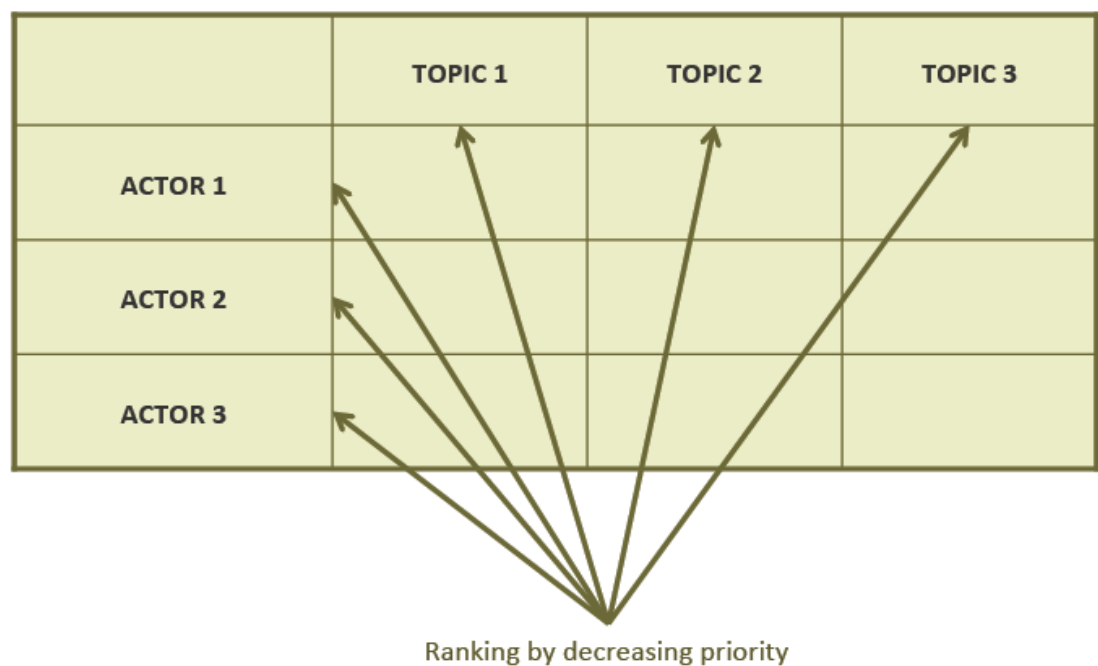 TOPIC 1 TOPIC 2 TOPIC 3
ACTOR 1
ACTOR 2
ACTOR 3
Ranking by decreasing priority